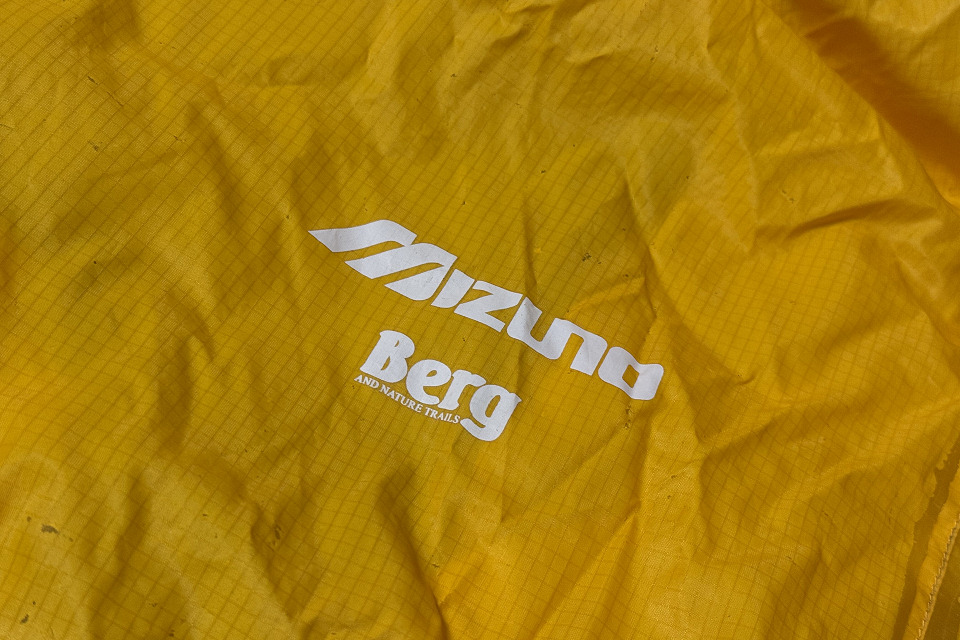 MIZUNO
Berg
AND NATURE TRAILS